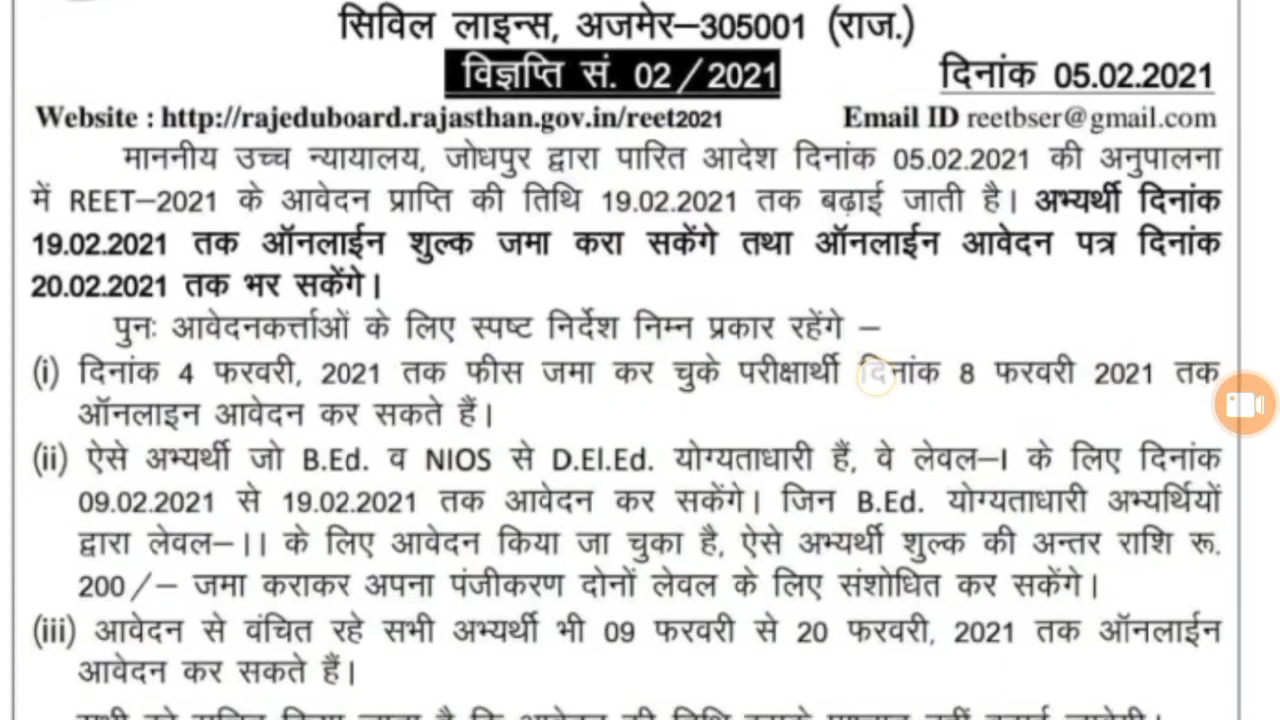 सिविल लाइन्स, अजमेर–305001 (राज.)
विज्ञप्ति सं. 02/2021 दिनांक 05.02.2021
Website : http://rajeduboard.rajasthan.gov.in/reet2021 Email ID reetbser@gmail.com
माननीय उच्च न्यायालय, जोधपुर द्वारा पारित आदेश दिनांक 05.02.2021 की अनुपालना
में REET–2021 के आवेदन प्राप्ति की तिथि 19.02.2021 तक बढ़ाई जाती है। अभ्यर्थी दिनांक
19.02.2021 तक ऑनलाईन शुल्क जमा करा सकेंगे तथा ऑनलाईन आवेदन पत्र दिनांक
20.02.2021 तक भर सकेंगे।
पुनः आवेदनकर्त्ताओं के लिए स्पष्ट निर्देश निम्न प्रकार रहेंगे –
(i) दिनांक 4 फरवरी, 2021 तक फीस जमा कर चुके परीक्षार्थी दिनांक 8 फरवरी 2021 तक
ऑनलाइन आवेदन कर सकते हैं।
(ii) ऐसे अभ्यर्थी जो B.Ed. व NIOS से D.El.Ed. योग्यताधारी हैं, वे लेवल–I के लिए दिनांक
09.02.2021 से 19.02.2021 तक आवेदन कर सकेंगे। जिन B.Ed. योग्यताधारी अभ्यर्थियों
द्वारा लेवल–II के लिए आवेदन किया जा चुका है, ऐसे अभ्यर्थी शुल्क की अन्तर राशि रू.
200/– जमा कराकर अपना पंजीकरण दोनों लेवल के लिए संशोधित कर सकेंगे।
(iii) आवेदन से वंचित रहे सभी अभ्यर्थी भी 09 फरवरी से 20 फरवरी, 2021 तक ऑनलाईन
आवेदन कर सकते हैं।